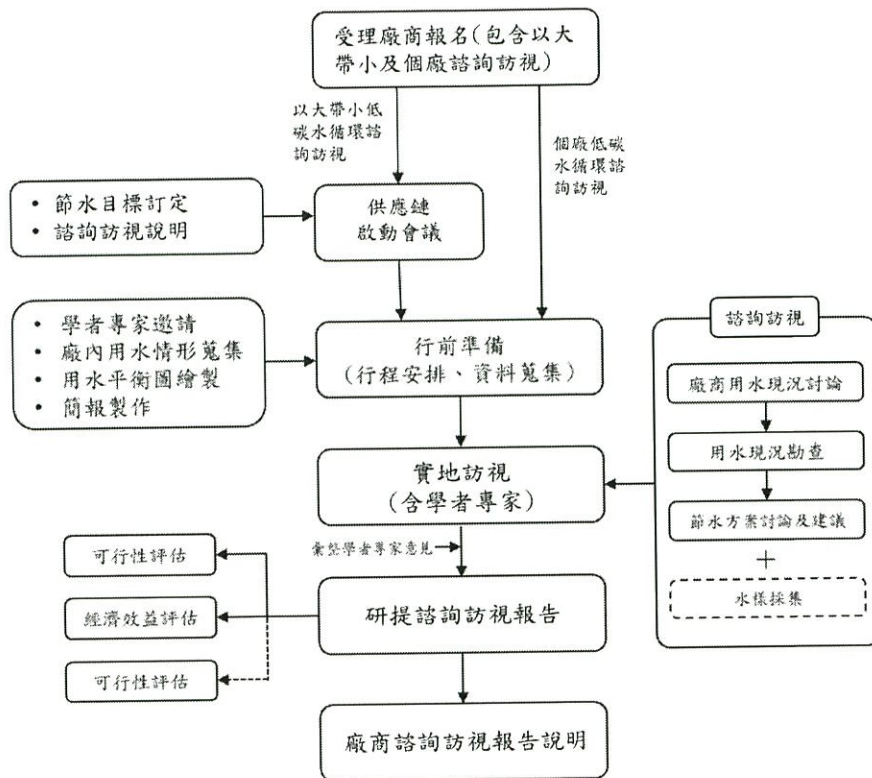 受理廠商報名(包含以大
帶小及個廠諮詢訪視)
以大帶小低
碳水循環諮
詢訪視
個廠低碳
水循環諮
詢訪視
• 節水目標訂定
• 諮詢訪視說明
供應鏈
啟動會議
• 學者專家邀請
• 廠內用水情形蒐集
• 用水平衡圖繪製
• 簡報製作
行前準備
(行程安排、資料蒐集)
諮詢訪視
廠商用水現況討論
用水現況勘查
節水方案討論及建議
+
水樣採集
實地訪視
(含學者專家)
彙整學者專家意見
可行性評估
經濟效益評估
可行性評估
研提諮詢訪視報告
廠商諮詢訪視報告說明